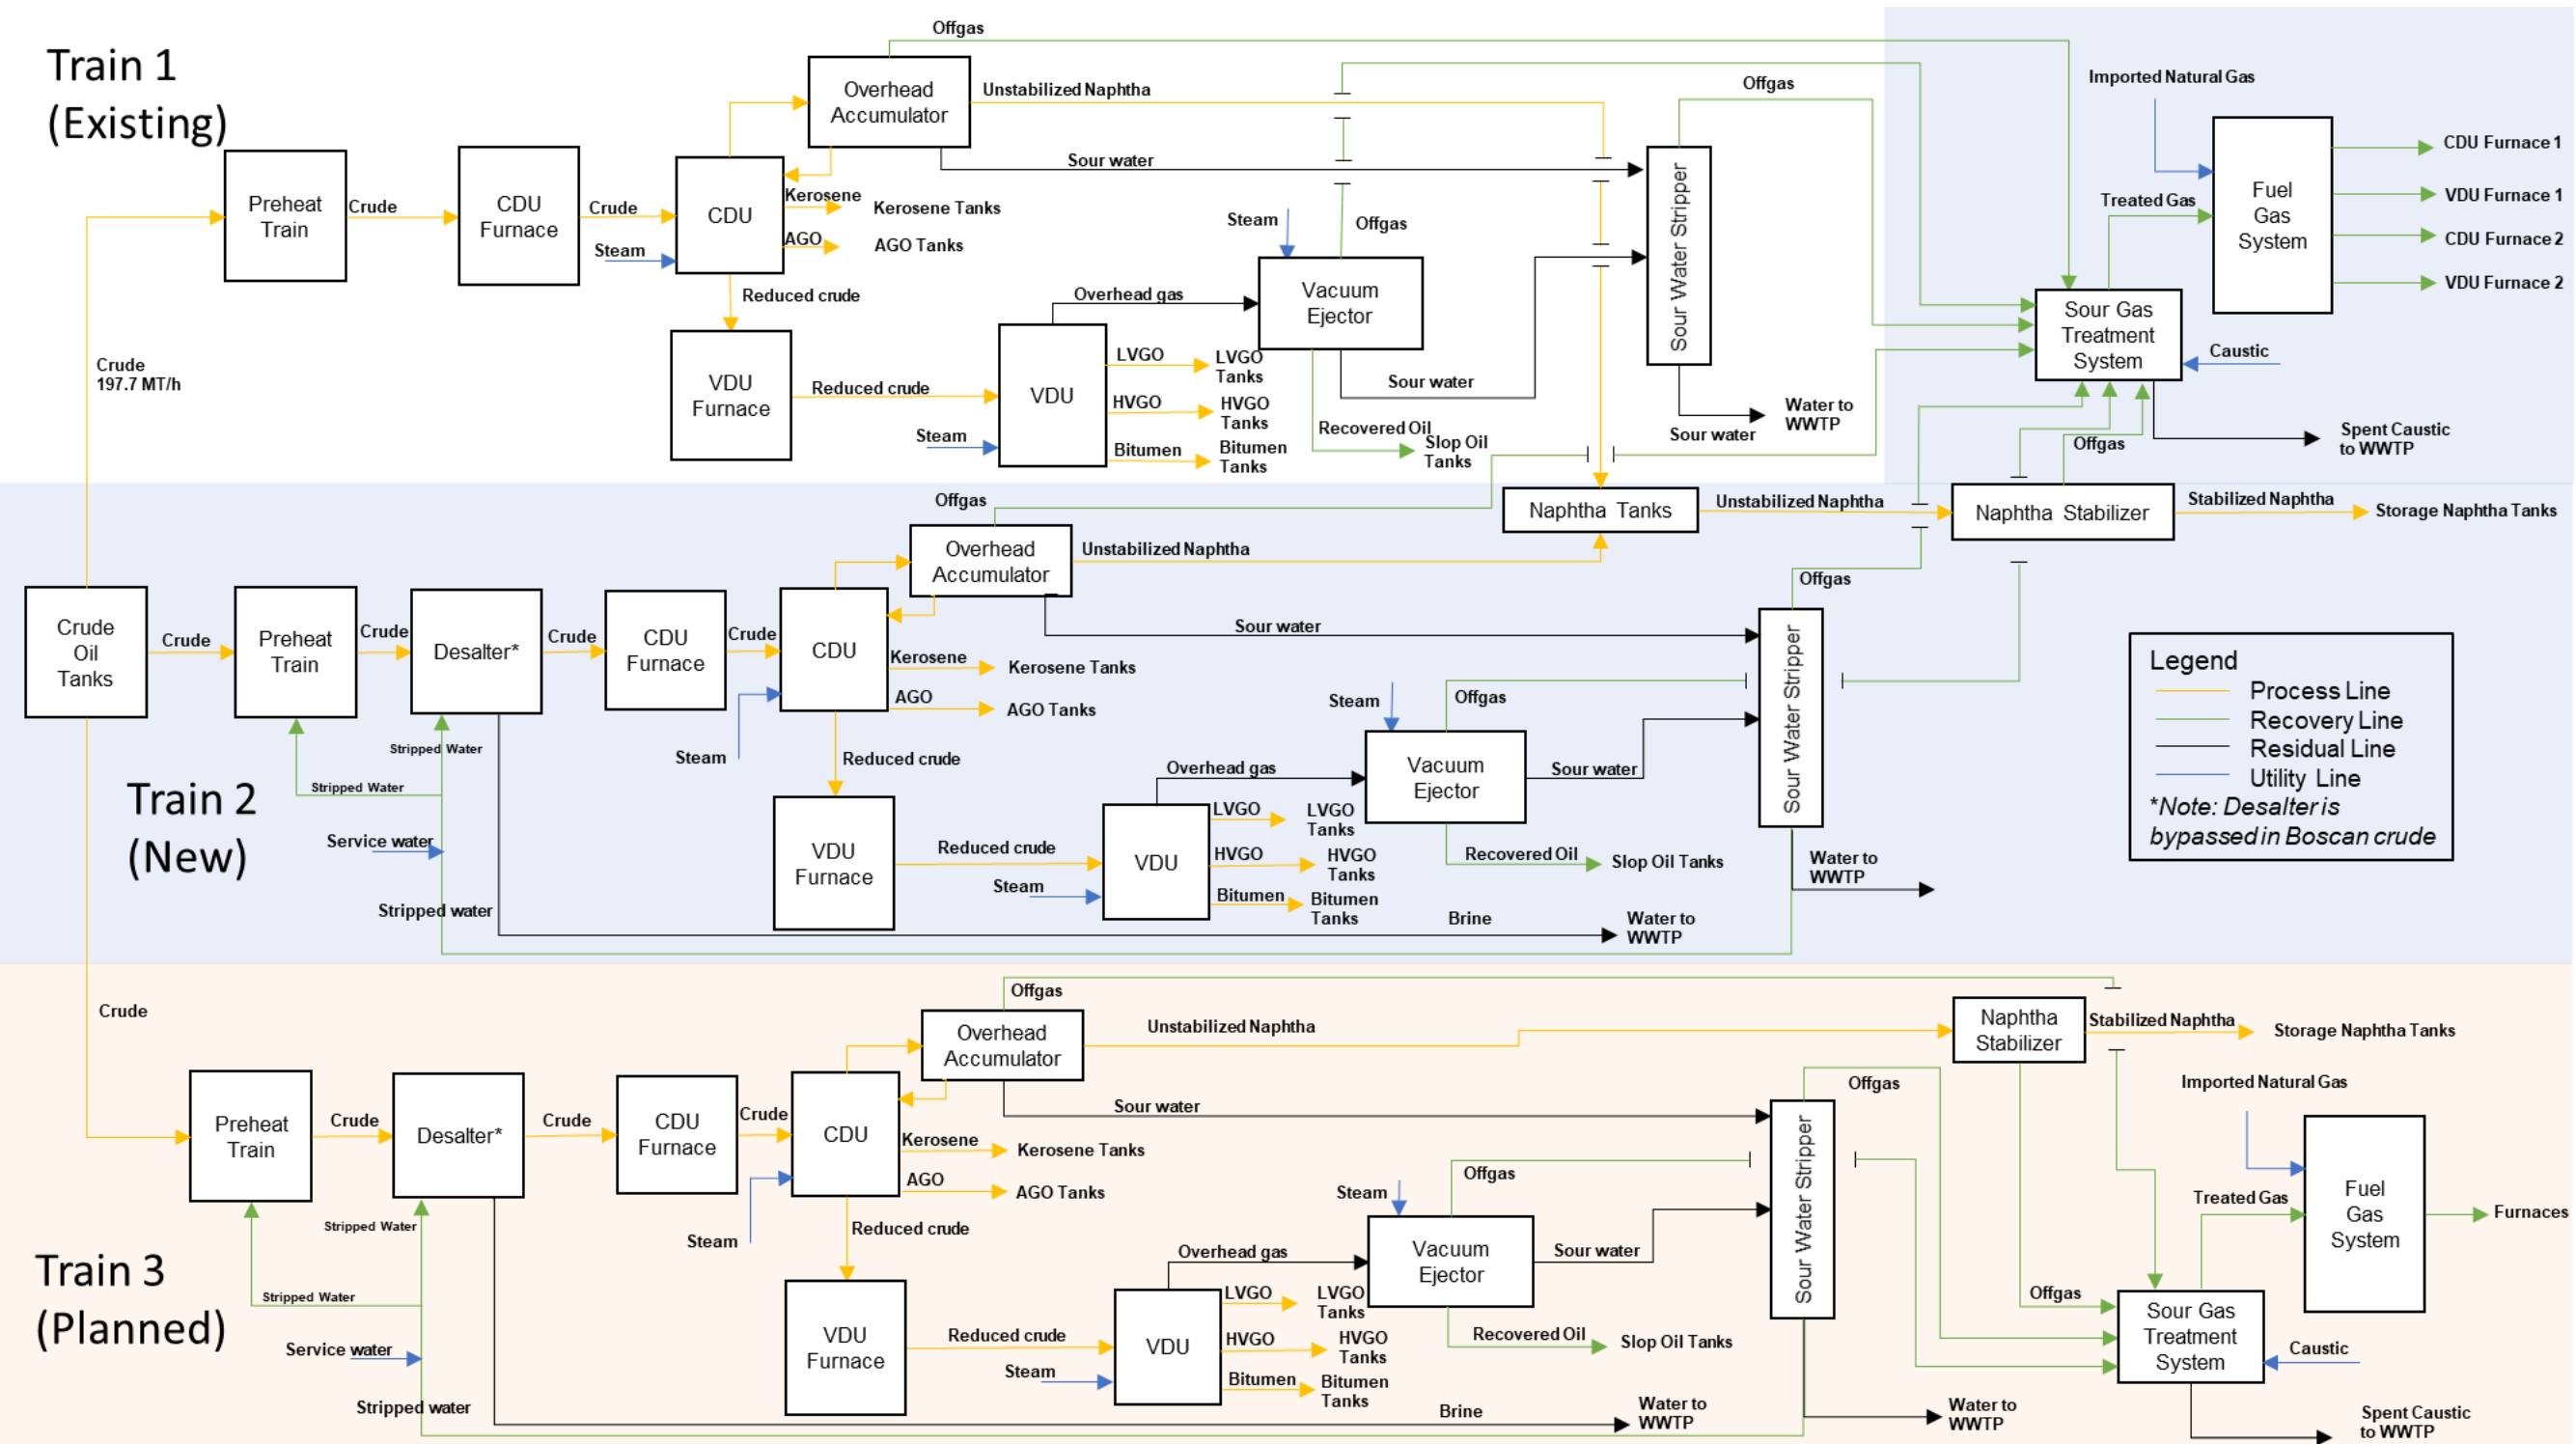 Train 1
(Existing)
Offgas
Overhead
Accumulator
Unstabilized Naphtha
Offgas
Imported Natural Gas
Preheat
Train
Crude
CDU
Furnace
Crude
Steam
CDU
Kerosene
Kerosene Tanks
AGO
AGO Tanks
Sour water
Steam
Offgas
Sour Water Stripper
Treated Gas
Fuel
Gas
System
CDU Furnace 1
VDU Furnace 1
CDU Furnace 2
VDU Furnace 2
Reduced crude
Overhead gas
Vacuum
Ejector
Sour Gas
Treatment
System
Caustic
Crude
197.7 MT/h
VDU
Furnace
Reduced crude
Steam
VDU
LVGO
LVGO
Tanks
HVGO
HVGO
Tanks
Bitumen
Bitumen
Tanks
Sour water
Recovered Oil
Slop Oil
Tanks
Sour water
Water to
WWTP
Offgas
Spent Caustic
to WWTP
Offgas
Naphtha Tanks
Unstabilized Naphtha
Naphtha Stabilizer
Stabilized Naphtha
Storage Naphtha Tanks
Overhead
Accumulator
Unstabilized Naphtha
Offgas
Crude
Oil
Tanks
Crude
Preheat
Train
Crude
Desalter*
Crude
CDU
Furnace
Crude
CDU
Sour water
Kerosene
Kerosene Tanks
AGO
AGO Tanks
Steam
Reduced crude
Stripped Water
Stripped Water
Train 2
(New)
Service water
Stripped water
Steam
Offgas
Sour Water Stripper
Overhead gas
Vacuum
Ejector
Sour water
VDU
Furnace
Reduced crude
Steam
VDU
LVGO
LVGO
Tanks
HVGO
HVGO
Tanks
Bitumen
Bitumen
Tanks
Recovered Oil
Slop Oil Tanks
Water to
WWTP
Brine
Water to
WWTP
Legend
Process Line
Recovery Line
Residual Line
Utility Line
*Note: Desalter is
bypassed in Boscan crude
Crude
Offgas
Overhead
Accumulator
Unstabilized Naphtha
Naphtha
Stabilizer
Stabilized Naphtha
Storage Naphtha Tanks
Preheat
Train
Crude
Desalter*
Crude
CDU
Furnace
Crude
CDU
Sour water
Offgas
Imported Natural Gas
Kerosene
Kerosene Tanks
AGO
AGO Tanks
Steam
Reduced crude
Stripped Water
Stripped Water
Train 3
(Planned)
Service water
Stripped water
Steam
Offgas
Sour Water Stripper
Overhead gas
Vacuum
Ejector
Sour water
Treated Gas
Fuel
Gas
System
Furnaces
VDU
Furnace
Reduced crude
Steam
VDU
LVGO
LVGO
Tanks
HVGO
HVGO
Tanks
Bitumen
Bitumen
Tanks
Recovered Oil
Slop Oil Tanks
Offgas
Sour Gas
Treatment
System
Caustic
Brine
Water to
WWTP
Water to
WWTP
Spent Caustic
to WWTP